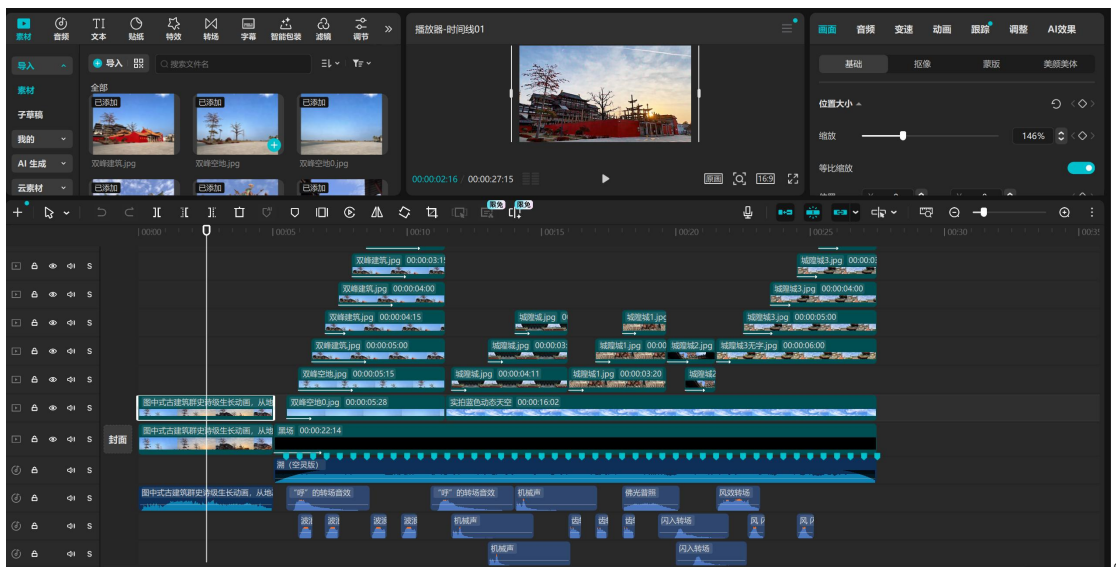 素材 音频 TI 文本 贴纸 特效 转场 字幕 智能包装 滤镜 调节 »
播放器-时间线01
画面 音频 变速 动画 跟踪 调整 AI效果
导入
素材
子草稿
我的
AI 生成
云素材
导入 搜索文件名
全部
已添加 已添加 已添加
双峰建筑.jpg 双峰空地.jpg 双峰空地0.jpg
已添加 已添加 已添加
00:00:02:16 / 00:00:27:15
原画 16:9
基础 抠像 蒙版 美颜美体
位置大小
缩放 146%
等比缩放
限免 限免
00:00 00:05 00:10 00:15 00:20 00:25 00:30
双峰建筑.jpg 城隍城3.jpg 00:00:03
S
双峰建筑.jpg 00:00:04:00 城隍城3.jpg 00:00:04:00
S
双峰建筑.jpg 00:00:04:15 城隍城.jpg 城隍城1.jpg 城隍城3.jpg 00:00:05:00
S
双峰建筑.jpg 00:00:05:00 城隍城.jpg 00:00:03: 城隍城1.jpg 00:00 城隍城2.jpg 城隍城3无字.jpg 00:00:06:00
S
双峰空地.jpg 00:00:05:15 城隍城.jpg 00:00:04:11 城隍城1.jpg 00:00:03:20 城隍城2
S
图中式古建筑群史诗级生长动画，从地 双峰空地0.jpg 00:00:05:28 实拍蓝色动态天空 00:00:16:02
S
封面 图中式古建筑群史诗级生长动画，从地 黑场 00:00:22:14
S
溯（空灵版）
S
图中式古建筑群史诗级生长动画，从地 "呼"的转场音效 "呼"的转场音效 机械声 佛光普照 风效转场
S
机械声 闪入转场
S
机械声 闪入转场
S